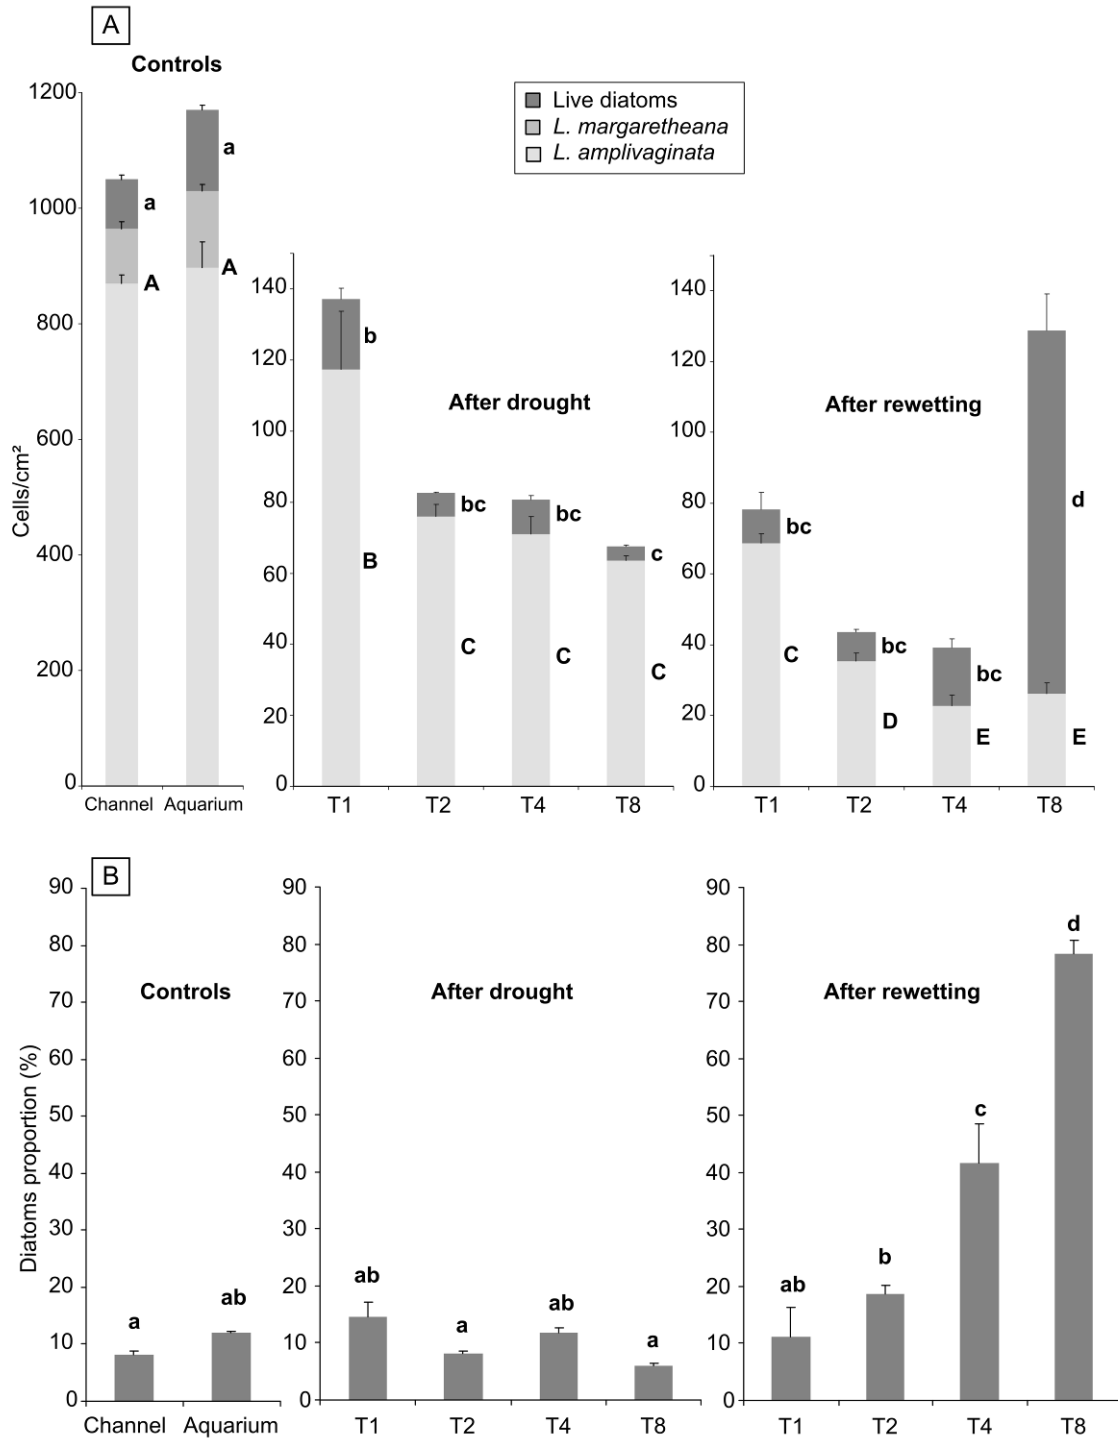 A
Controls
Live diatoms
L. margaretheana
L. amplivaginata
Cells/cm²
1200
1000
800
600
400
200
0
a
A
a
A
Channel Aquarium
After drought
140
120
100
80
60
40
20
0
b
B
bc
C
bc
C
c
C
T1 T2 T4 T8
After rewetting
140
120
100
80
60
40
20
0
bc
C
bc
D
bc
E
d
E
T1 T2 T4 T8
B
Diatoms proportion (%)
90
80
70
60
50
40
30
20
10
0
Controls
a
ab
Channel Aquarium
90
80
70
60
50
40
30
20
10
0
After drought
ab
a
ab
a
T1 T2 T4 T8
90
80
70
60
50
40
30
20
10
0
After rewetting
ab
b
c
d
T1 T2 T4 T8